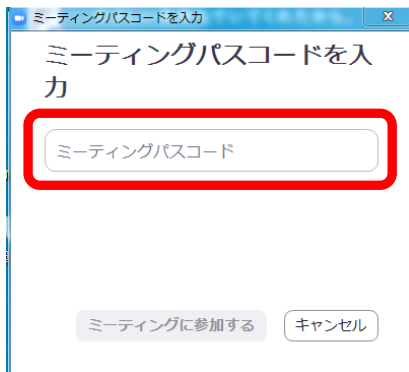 ミーティングパスコードを入力
ミーティングパスコードを入
力
ミーティングパスコード
ミーティングに参加する
キャンセル